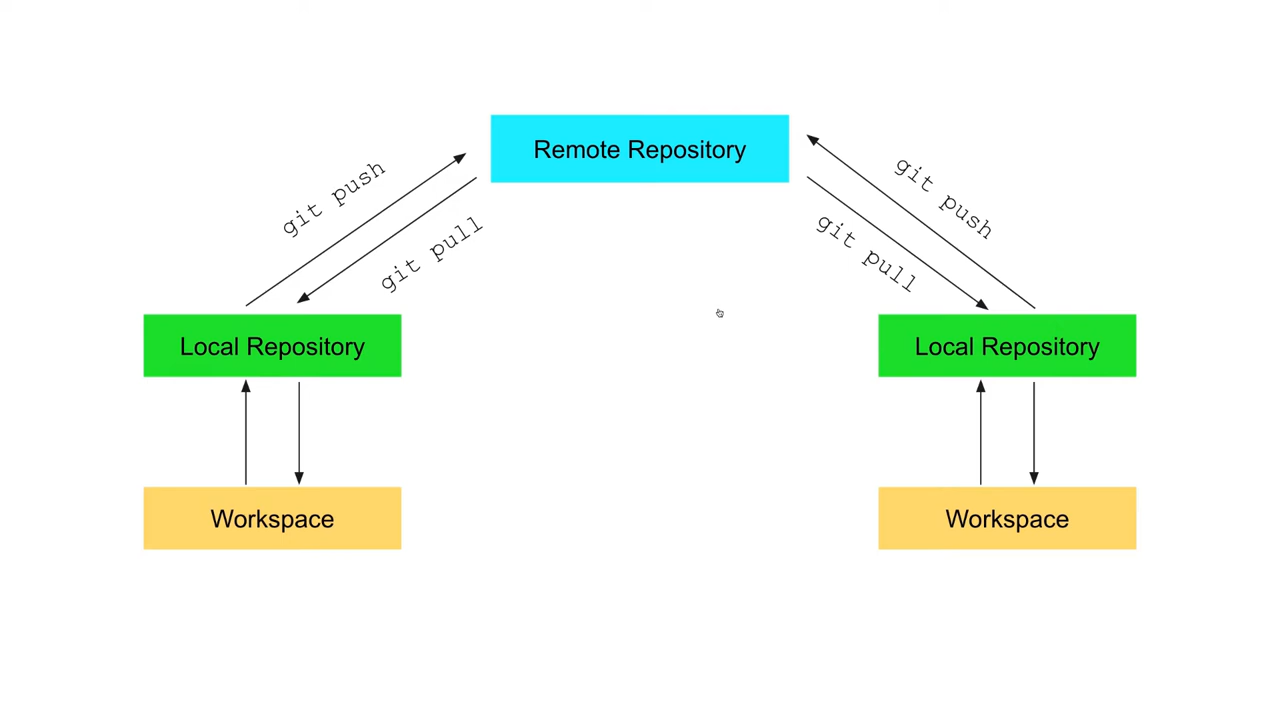 Remote Repository
git push
git pull
git push
git pull
Local Repository
Local Repository
Workspace
Workspace